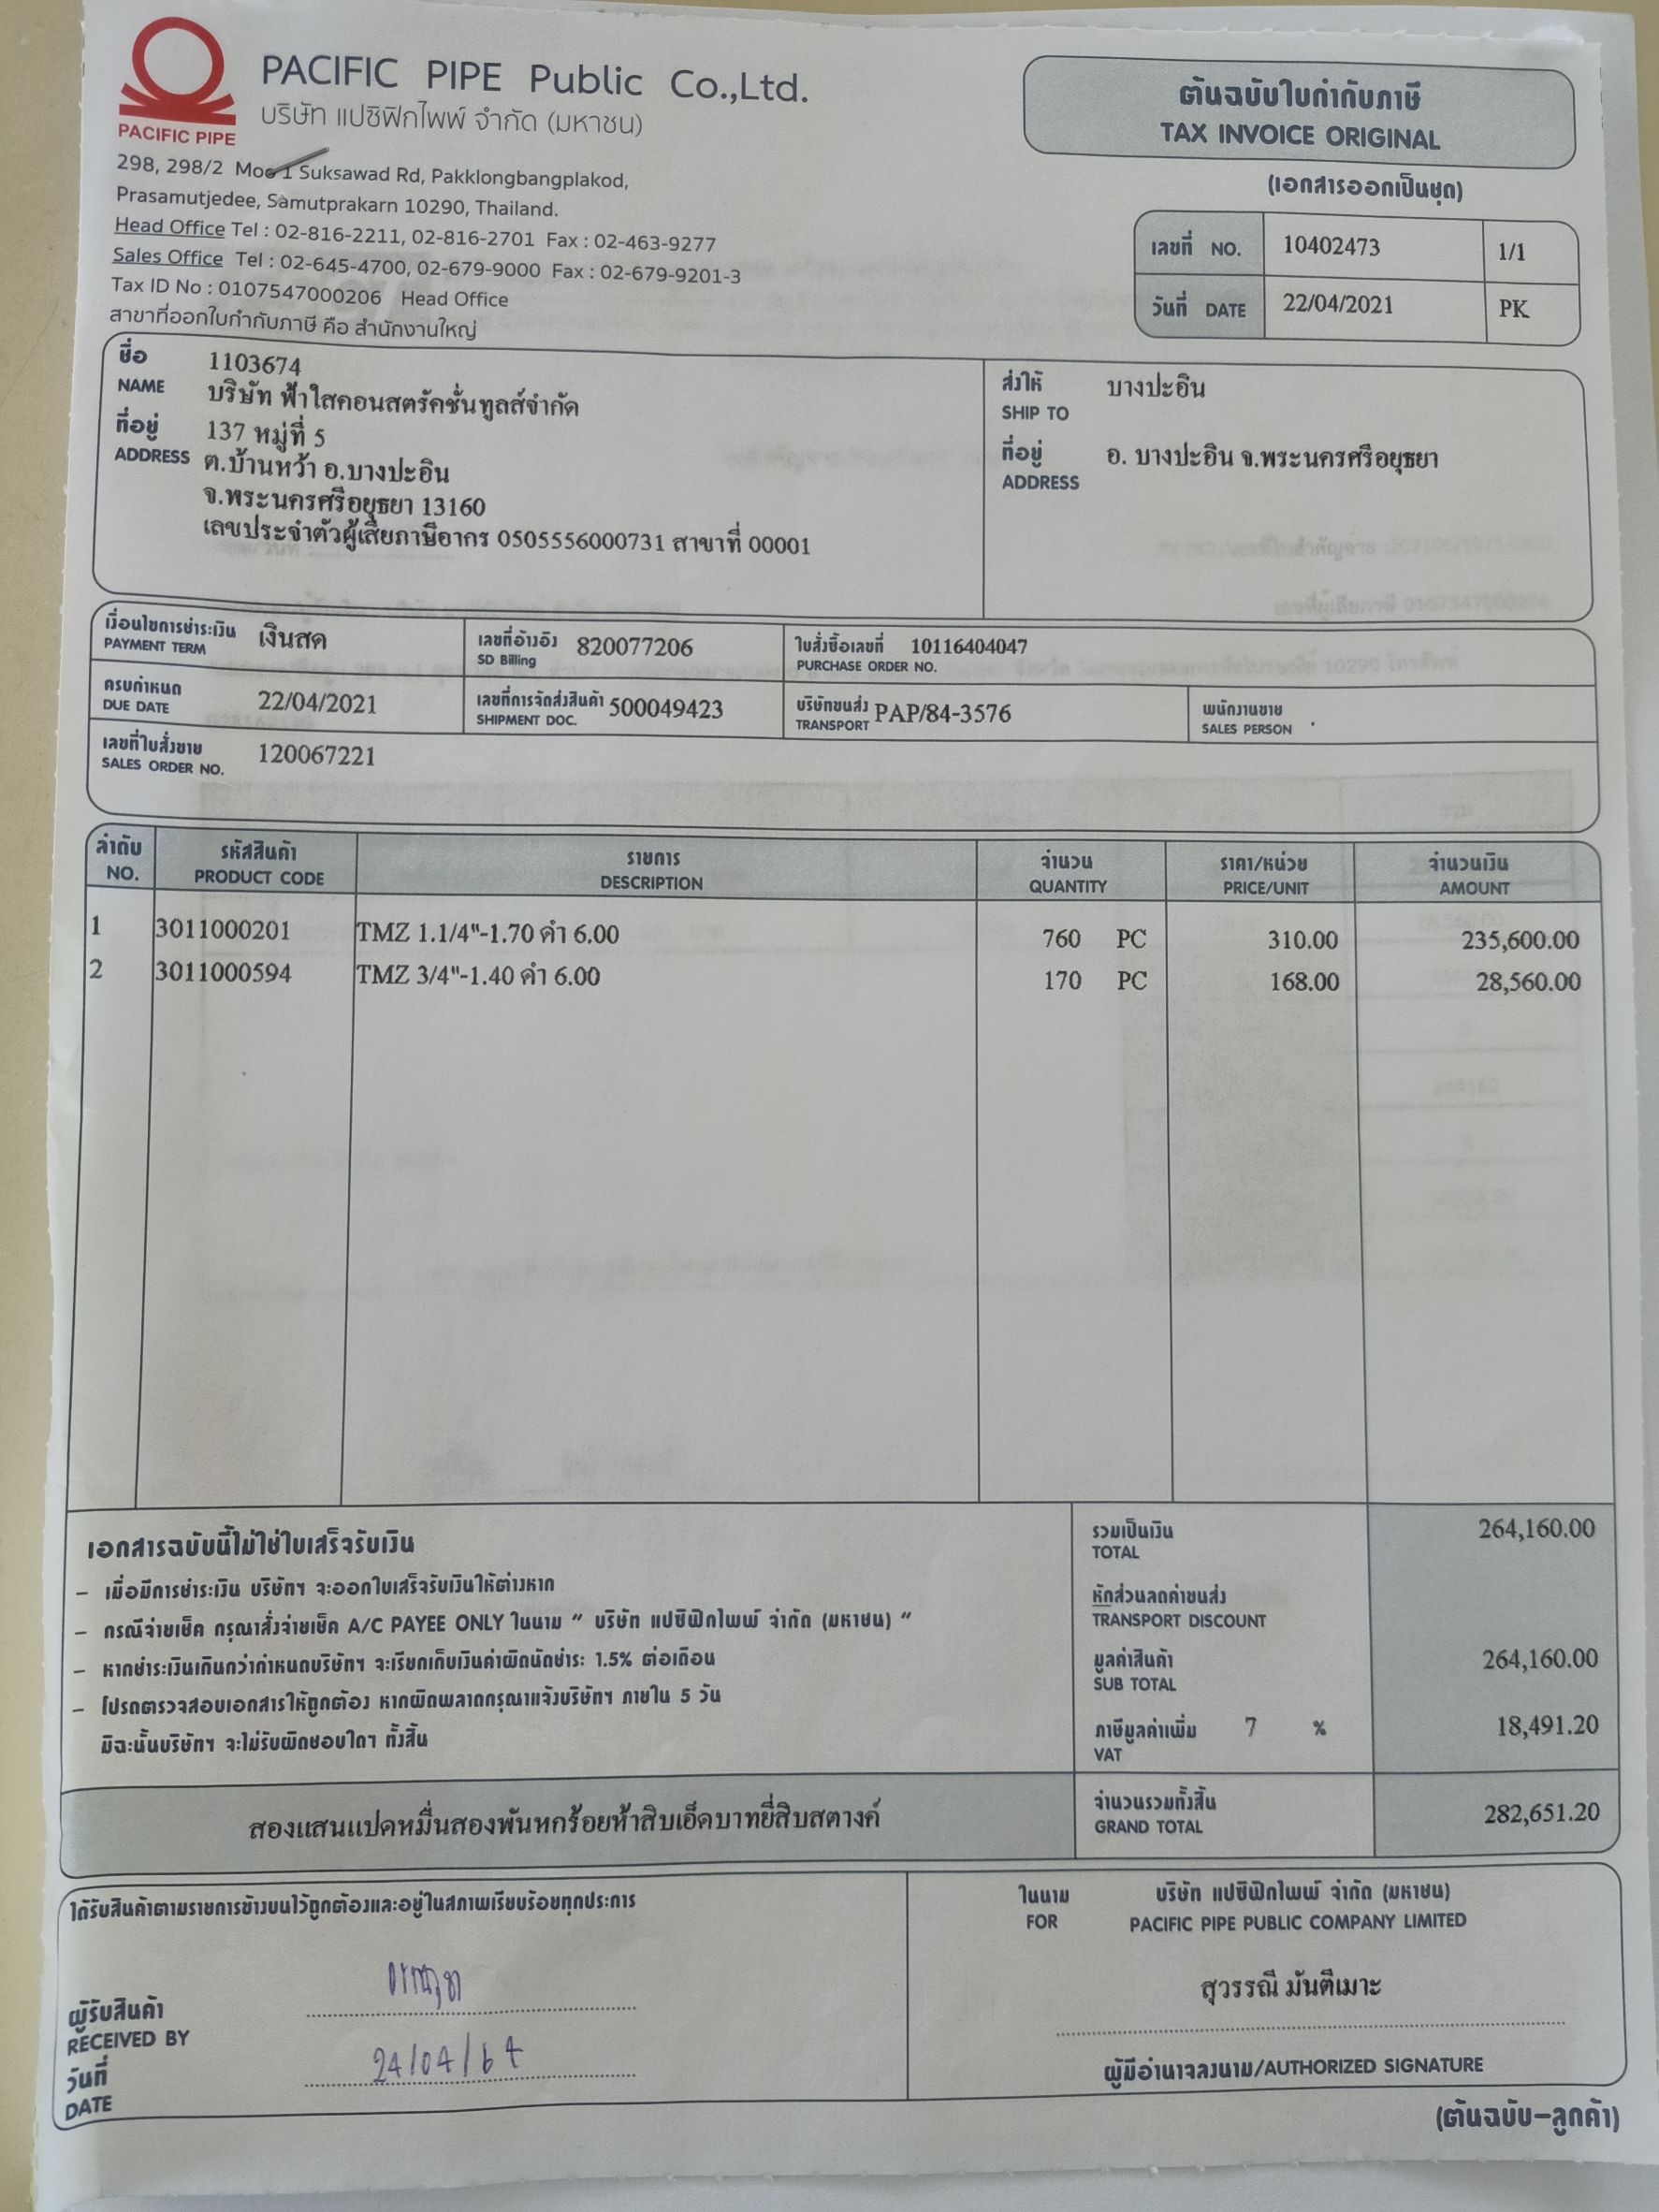 PACIFIC PIPE
PACIFIC PIPE Public Co.,Ltd.
บริษัท แปซิฟิกไพพ์ จำกัด (มหาชน)
298, 298/2 Moo 1 Suksawad Rd, Pakklongbangplakod,
Prasamutjedee, Samutprakarn 10290, Thailand.
Head Office Tel : 02-816-2211, 02-816-2701 Fax : 02-463-9277
Sales Office Tel : 02-645-4700, 02-679-9000 Fax : 02-679-9201-3
Tax ID No : 0107547000206 Head Office
สาขาที่ออกใบกำกับภาษี คือ สำนักงานใหญ่
ต้นฉบับใบกำกับภาษี
TAX INVOICE ORIGINAL
(เอกสารออกเป็นชุด)
เลขที่ NO. 10402473 1/1
วันที่ DATE 22/04/2021 PK
ชื่อ 1103674
NAME บริษัท ฟ้าใสคอนสตรัคชั่นทูลส์จำกัด
ที่อยู่ 137 หมู่ที่ 5
ADDRESS ต.บ้านหว้า อ.บางปะอิน
จ.พระนครศรีอยุธยา 13160
เลขประจำตัวผู้เสียภาษีอากร 0505556000731 สาขาที่ 00001
ส่งให้ บางปะอิน
SHIP TO
ที่อยู่ อ. บางปะอิน จ.พระนครศรีอยุธยา
ADDRESS
เงื่อนไขการชำระเงิน เงินสด เลขที่อ้างอิง 820077206 ใบสั่งซื้อเลขที่ 10116404047
PAYMENT TERM SD Billing PURCHASE ORDER NO.
ครบกำหนด 22/04/2021 เลขที่การจัดส่งสินค้า 500049423 บริษัทขนส่ง PAP/84-3576 พนักงานขาย
DUE DATE SHIPMENT DOC. TRANSPORT SALES PERSON .
เลขที่ใบสั่งขาย 120067221
SALES ORDER NO.
ลำดับ รหัสสินค้า รายการ จำนวน ราคา/หน่วย จำนวนเงิน
NO. PRODUCT CODE DESCRIPTION QUANTITY PRICE/UNIT AMOUNT
1 3011000201 TMZ 1.1/4"-1.70 ดำ 6.00 760 PC 310.00 235,600.00
2 3011000594 TMZ 3/4"-1.40 ดำ 6.00 170 PC 168.00 28,560.00
เอกสารฉบับนี้ไม่ใช่ใบเสร็จรับเงิน
– เมื่อมีการชำระเงิน บริษัทฯ จะออกใบเสร็จรับเงินให้ต่างหาก
– กรณีจ่ายเช็ค กรุณาสั่งจ่ายเช็ค A/C PAYEE ONLY ในนาม “ บริษัท แปซิฟิกไพพ์ จำกัด (มหาชน) “
– หากชำระเงินเกินกว่ากำหนดบริษัทฯ จะเรียกเก็บเงินค่าผิดนัดชำระ 1.5% ต่อเดือน
– โปรดตรวจสอบเอกสารให้ถูกต้อง หากผิดพลาดกรุณาแจ้งบริษัทฯ ภายใน 5 วัน
มิฉะนั้นบริษัทฯ จะไม่รับผิดชอบใดๆ ทั้งสิ้น
รวมเป็นเงิน 264,160.00
TOTAL
หักส่วนลดค่าขนส่ง
TRANSPORT DISCOUNT
มูลค่าสินค้า 264,160.00
SUB TOTAL
ภาษีมูลค่าเพิ่ม 7 % 18,491.20
VAT
สองแสนแปดหมื่นสองพันหกร้อยห้าสิบเอ็ดบาทยี่สิบสตางค์
จำนวนรวมทั้งสิ้น 282,651.20
GRAND TOTAL
ได้รับสินค้าตามรายการข้างบนไว้ถูกต้องและอยู่ในสภาพเรียบร้อยทุกประการ
ผู้รับสินค้า
RECEIVED BY
วันที่ 24/04/64
DATE
ในนาม บริษัท แปซิฟิกไพพ์ จำกัด (มหาชน)
FOR PACIFIC PIPE PUBLIC COMPANY LIMITED
สุวรรณี มันตีเมาะ
ผู้มีอำนาจลงนาม/AUTHORIZED SIGNATURE
(ต้นฉบับ–ลูกค้า)